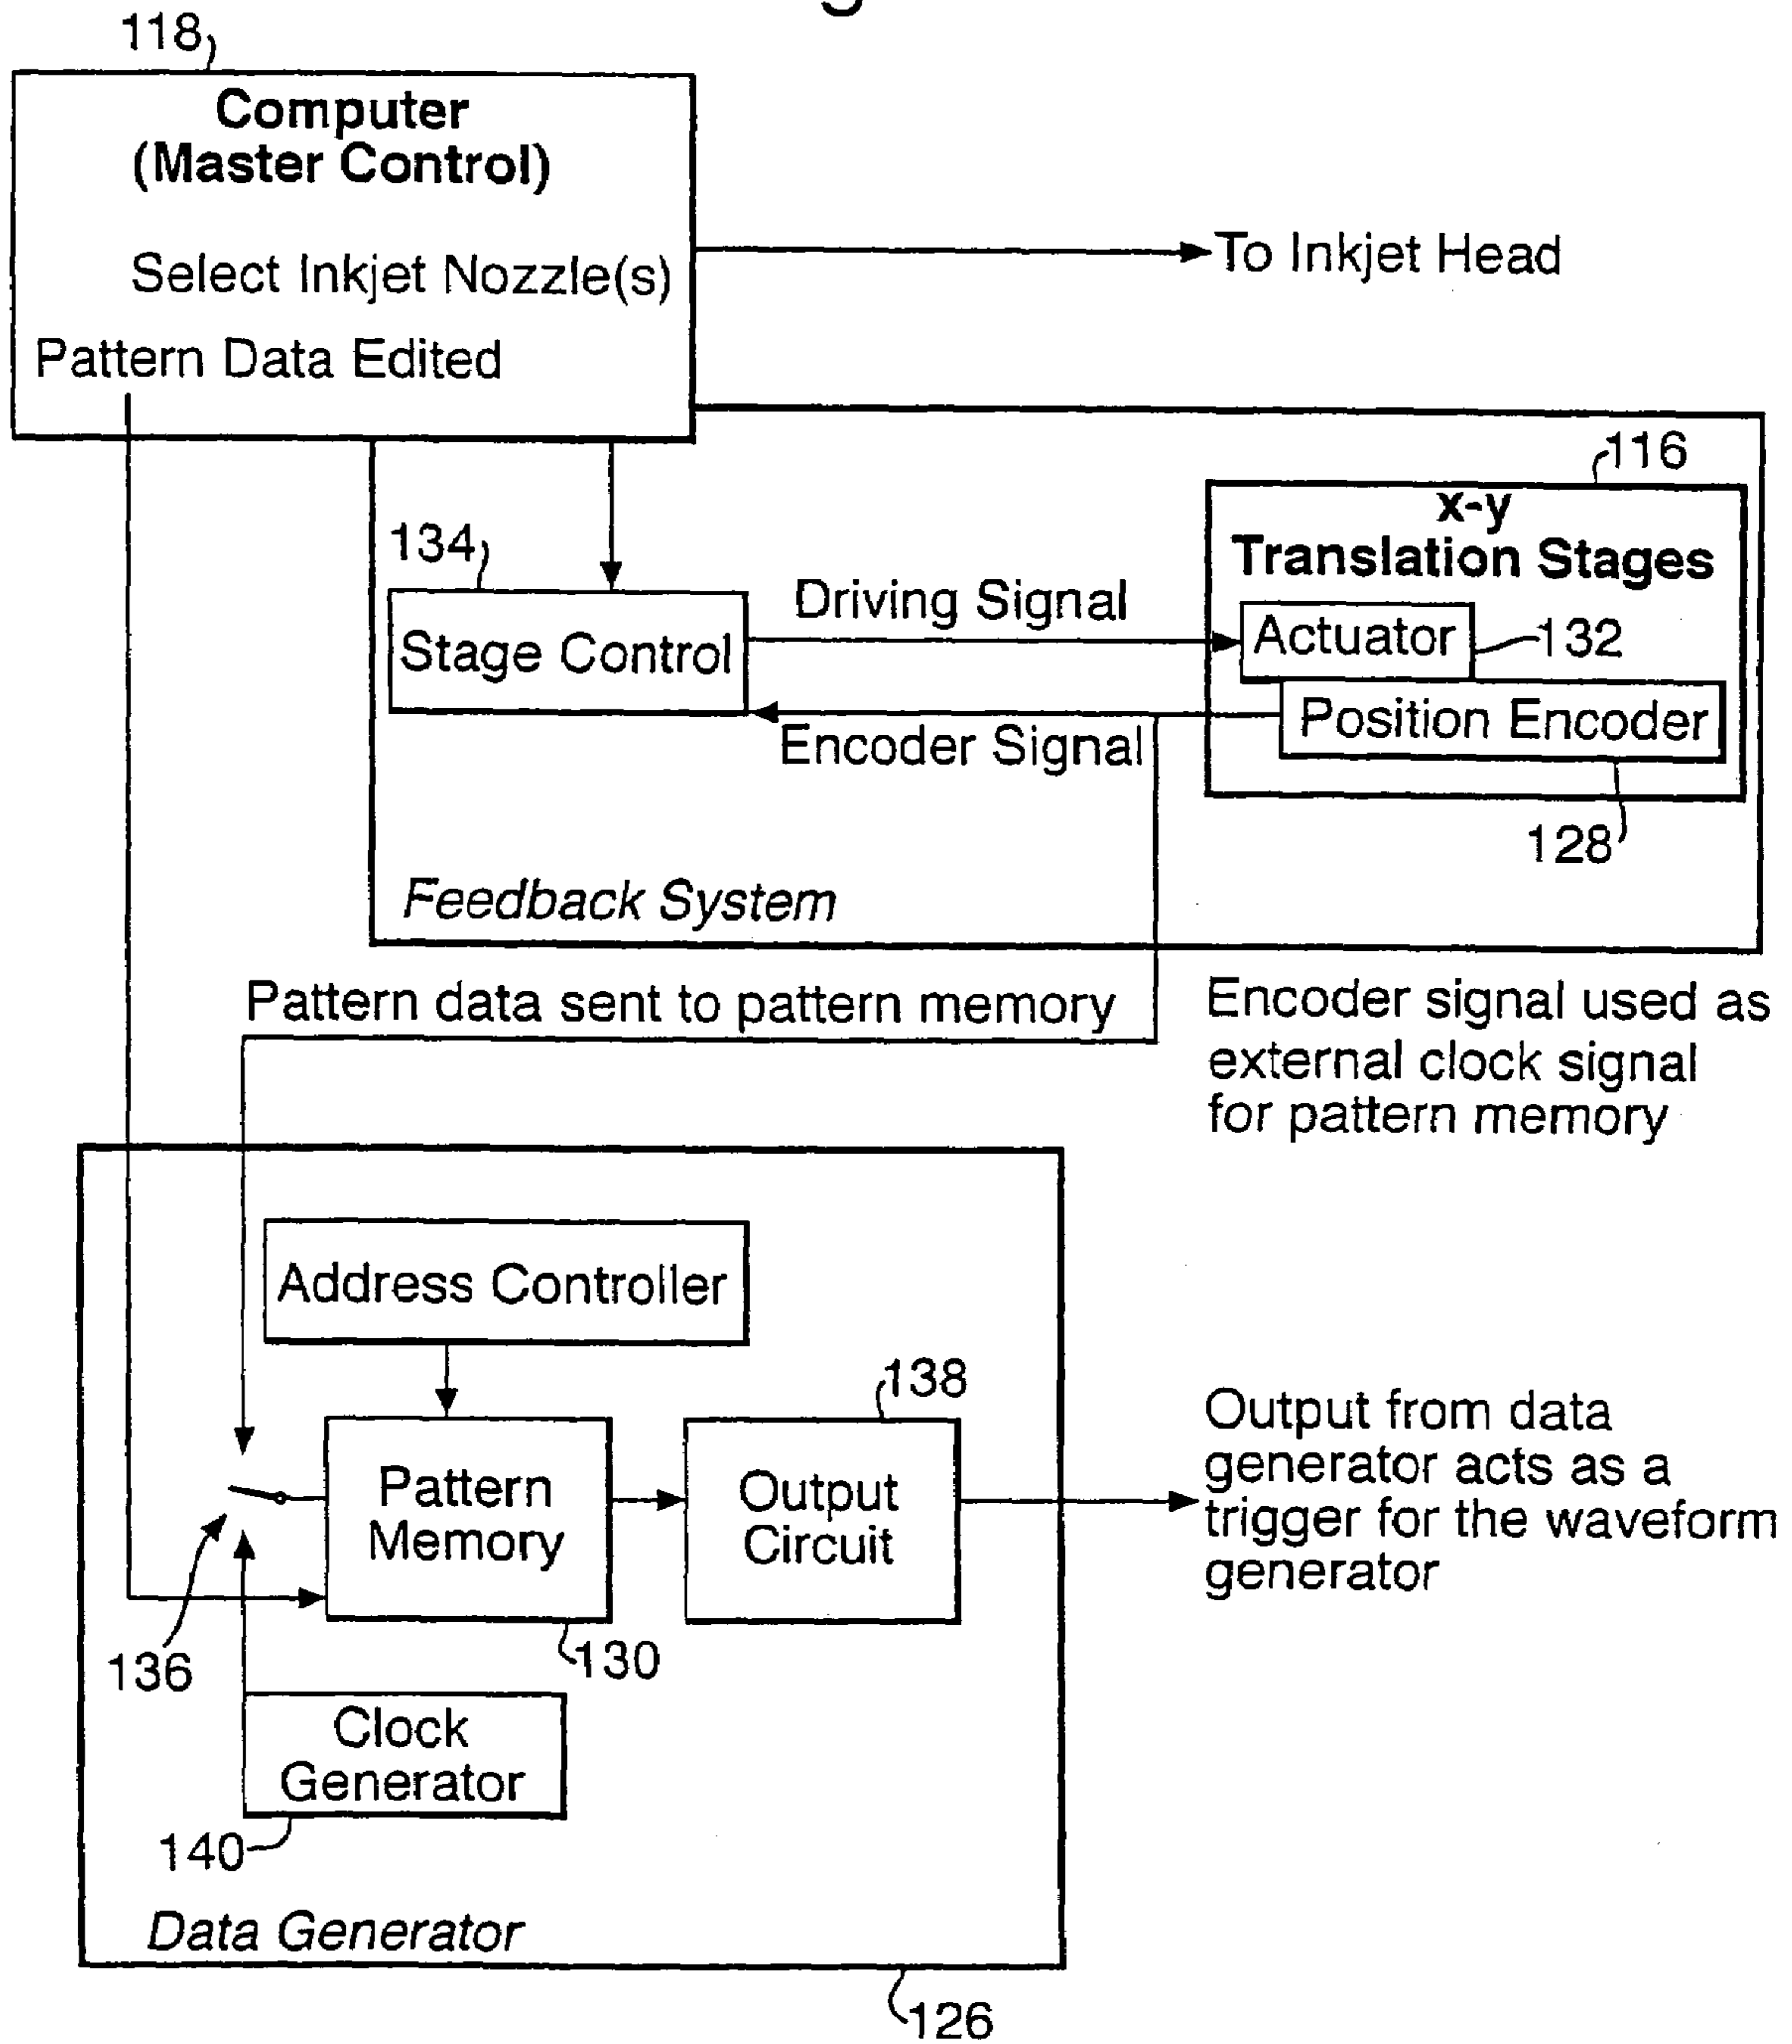 118
Computer
(Master Control)
Select Inkjet Nozzle(s)
To Inkjet Head
Pattern Data Edited
116
x-y
Translation Stages
134
Driving Signal
Stage Control
Actuator
132
Position Encoder
Encoder Signal
128
Feedback System
Pattern data sent to pattern memory
Encoder signal used as
external clock signal
for pattern memory
Address Controller
138
Pattern
Memory
Output
Circuit
Output from data
generator acts as a
trigger for the waveform
generator
136
130
Clock
Generator
140
Data Generator
126